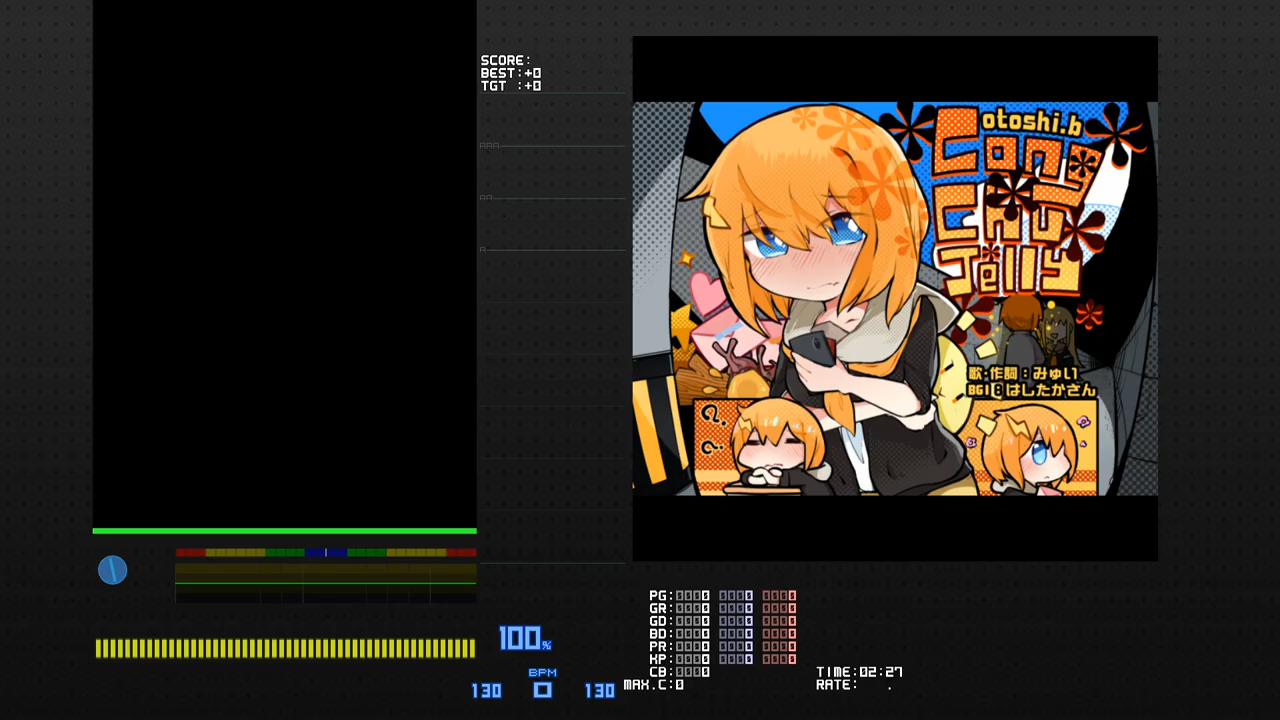 SCORE:
BEST:+0
TGT :+0
AAA
AA
A
otoshi.b
Cong
Chu
Jelly
歌・作詞：みゅい
BGI：はしたかさん
?.
?.
100%
BPM
130 0 130
PG:0000 0000 0000
GR:0000 0000 0000
GD:0000 0000 0000
BD:0000 0000 0000
PR:0000 0000 0000
KP:0000 0000 0000
CB:0000
MAX.C:0
TIME:02:27
RATE: .